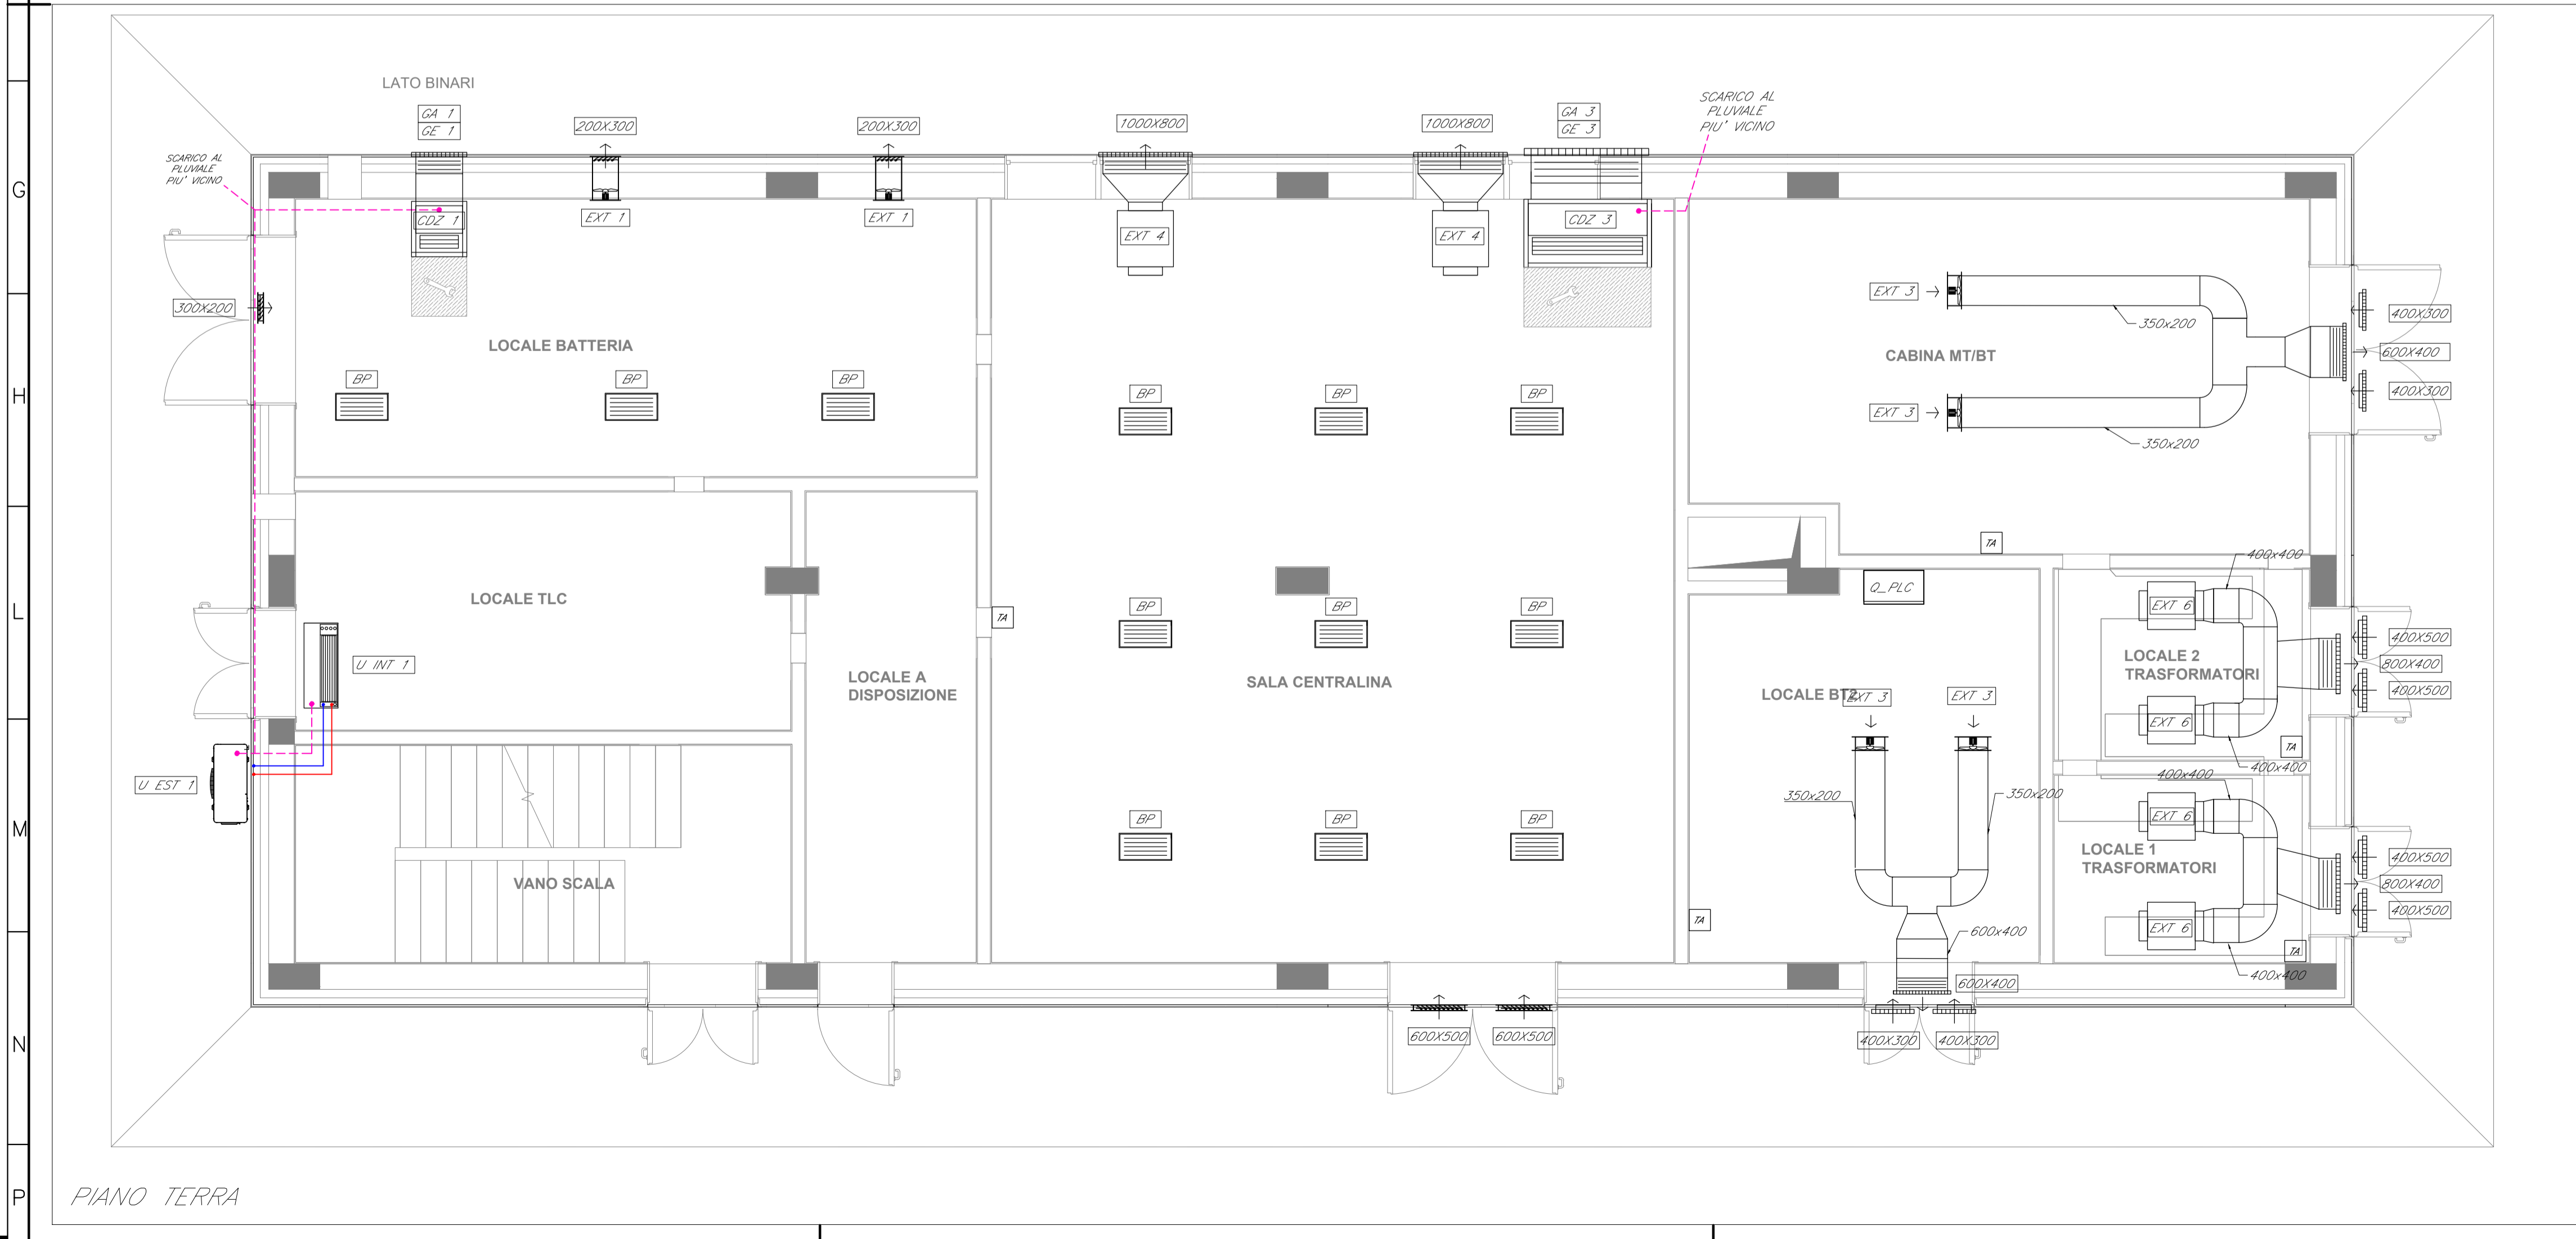 LATO BINARI
GA 1
GE 1
200X300
200X300
1000X800
1000X800
GA 3
GE 3
SCARICO AL
PLUVIALE
PIU' VICINO
SCARICO AL
PLUVIALE
PIU' VICINO
G
CDZ 1
EXT 1
EXT 1
EXT 4
EXT 4
CDZ 3
300X200
EXT 3
350x200
400X300
LOCALE BATTERIA
CABINA MT/BT
600X400
H
BP
BP
BP
BP
BP
BP
400X300
EXT 3
350x200
TA
400x400
LOCALE TLC
Q_PLC
L
BP
BP
BP
EXT 6
TA
400X500
U INT 1
LOCALE A
DISPOSIZIONE
SALA CENTRALINA
LOCALE BT2
EXT 3
EXT 3
LOCALE 2
TRASFORMATORI
800X400
400X500
EXT 6
TA
400x400
U EST 1
350x200
350x200
400x400
M
BP
BP
BP
EXT 6
LOCALE 1
TRASFORMATORI
400X500
800X400
400X500
VANO SCALA
TA
EXT 6
600x400
TA
400x400
600X400
N
600X500
600X500
400X300
400X300
P
PIANO TERRA